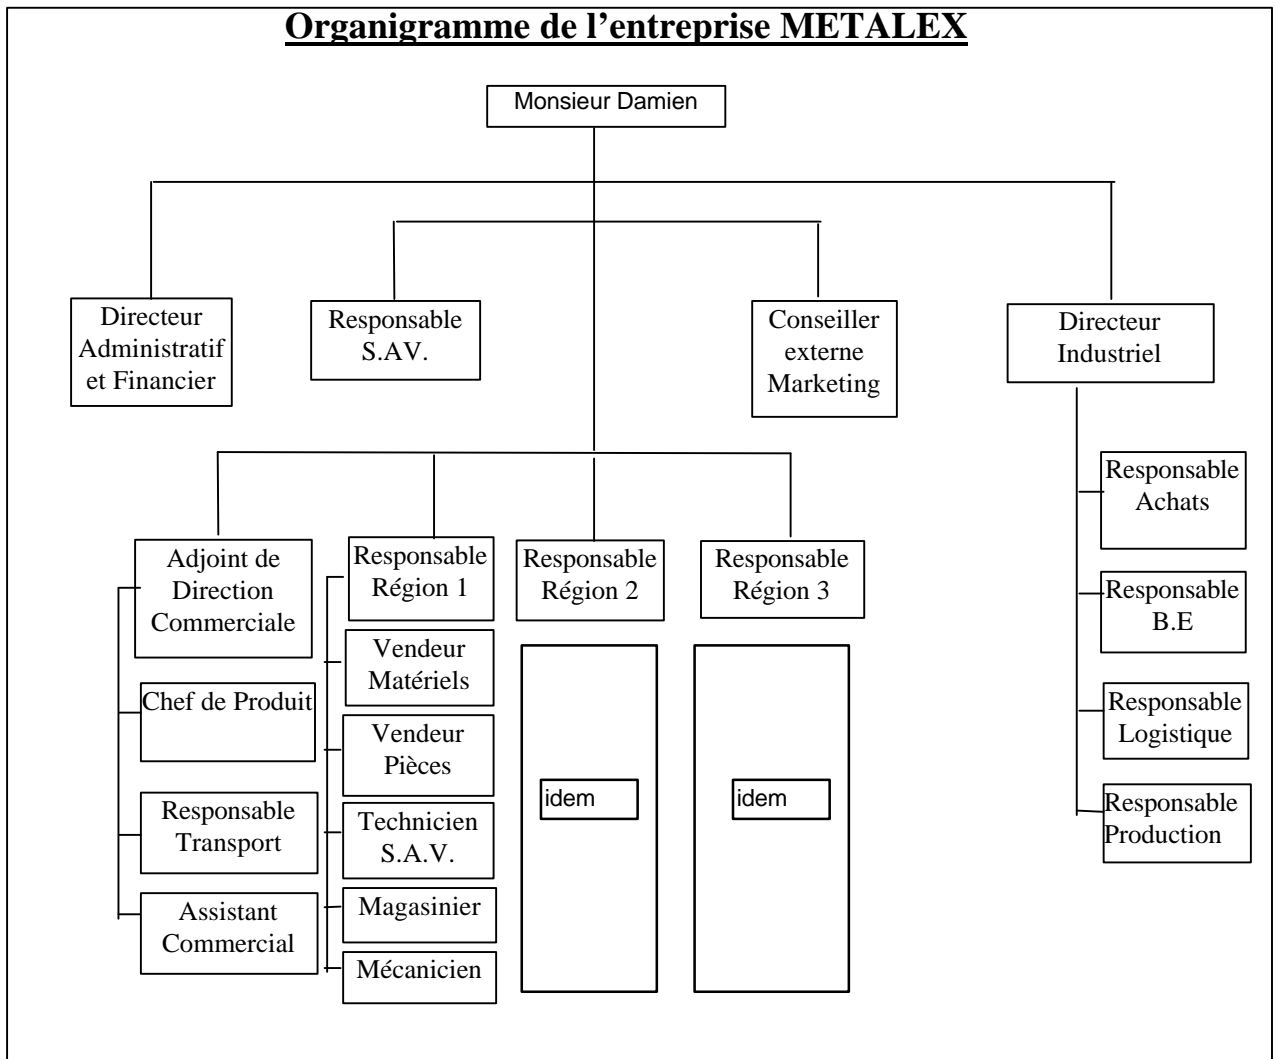 Organigramme de l'entreprise METALEX
Monsieur Damien
Directeur
Administratif
et Financier
Responsable
S.AV.
Conseiller
externe
Marketing
Directeur
Industriel
Responsable
Achats
Responsable
B.E
Responsable
Logistique
Responsable
Production
Adjoint de
Direction
Commerciale
Chef de Produit
Responsable
Transport
Assistant
Commercial
Responsable
Région 1
Vendeur
Matériels
Vendeur
Pièces
Technicien
S.A.V.
Magasinier
Mécanicien
Responsable
Région 2
idem
Responsable
Région 3
idem